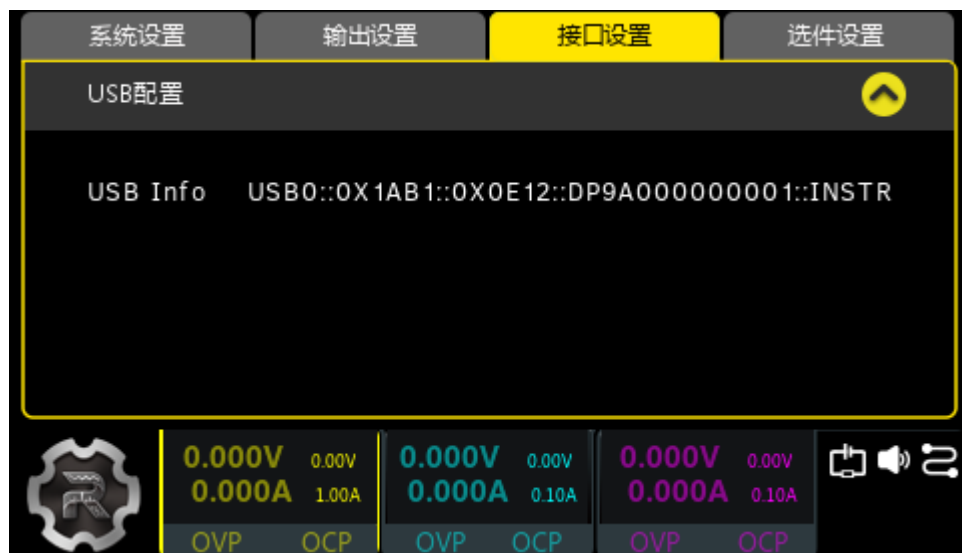 系统设置 输出设置 接口设置 选件设置
USB配置
USB Info USB0::0X1AB1::0X0E12::DP9A000000001::INSTR
0.000V 0.00V 0.000V 0.00V 0.000V 0.00V
0.000A 1.00A 0.000A 0.10A 0.000A 0.10A
OVP OCP OVP OCP OVP OCP